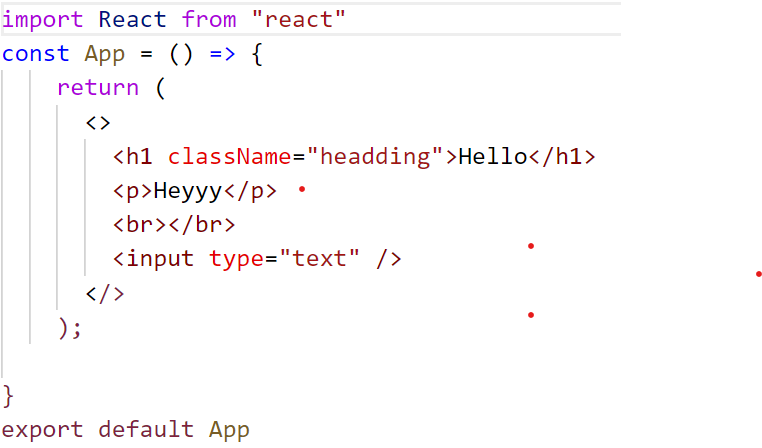 import React from "react"
const App = () => {
    return (
      <>
        <h1 className="headding">Hello</h1>
        <p>Heyyy</p>
        <br></br>
        <input type="text" />
      </>
    );

}
export default App